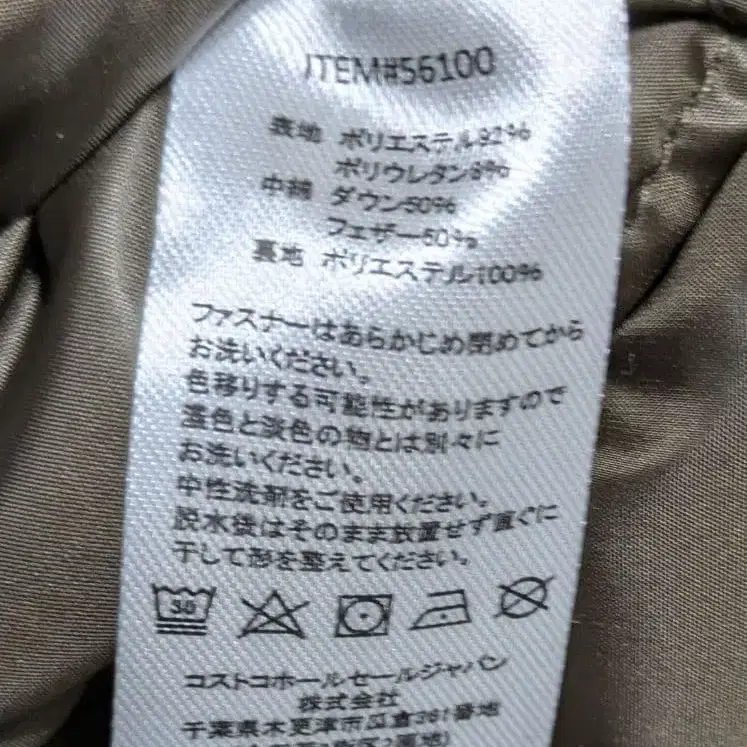 ITEM#56100
表地 ポリエステル92%
ポリウレタン8%
中綿 ダウン50%
フェザー50%
裏地 ポリエステル100%
ファスナーはあらかじめ閉めてから
お洗いください。
色移りする可能性がありますので
濃色と淡色の物とは別々に
お洗いください。
中性洗剤をご使用ください。
脱水後はそのまま放置せず直ぐに
干して形を整えてください。
30
コストコホールセールジャパン
株式会社
千葉県木更津市瓜倉361番地